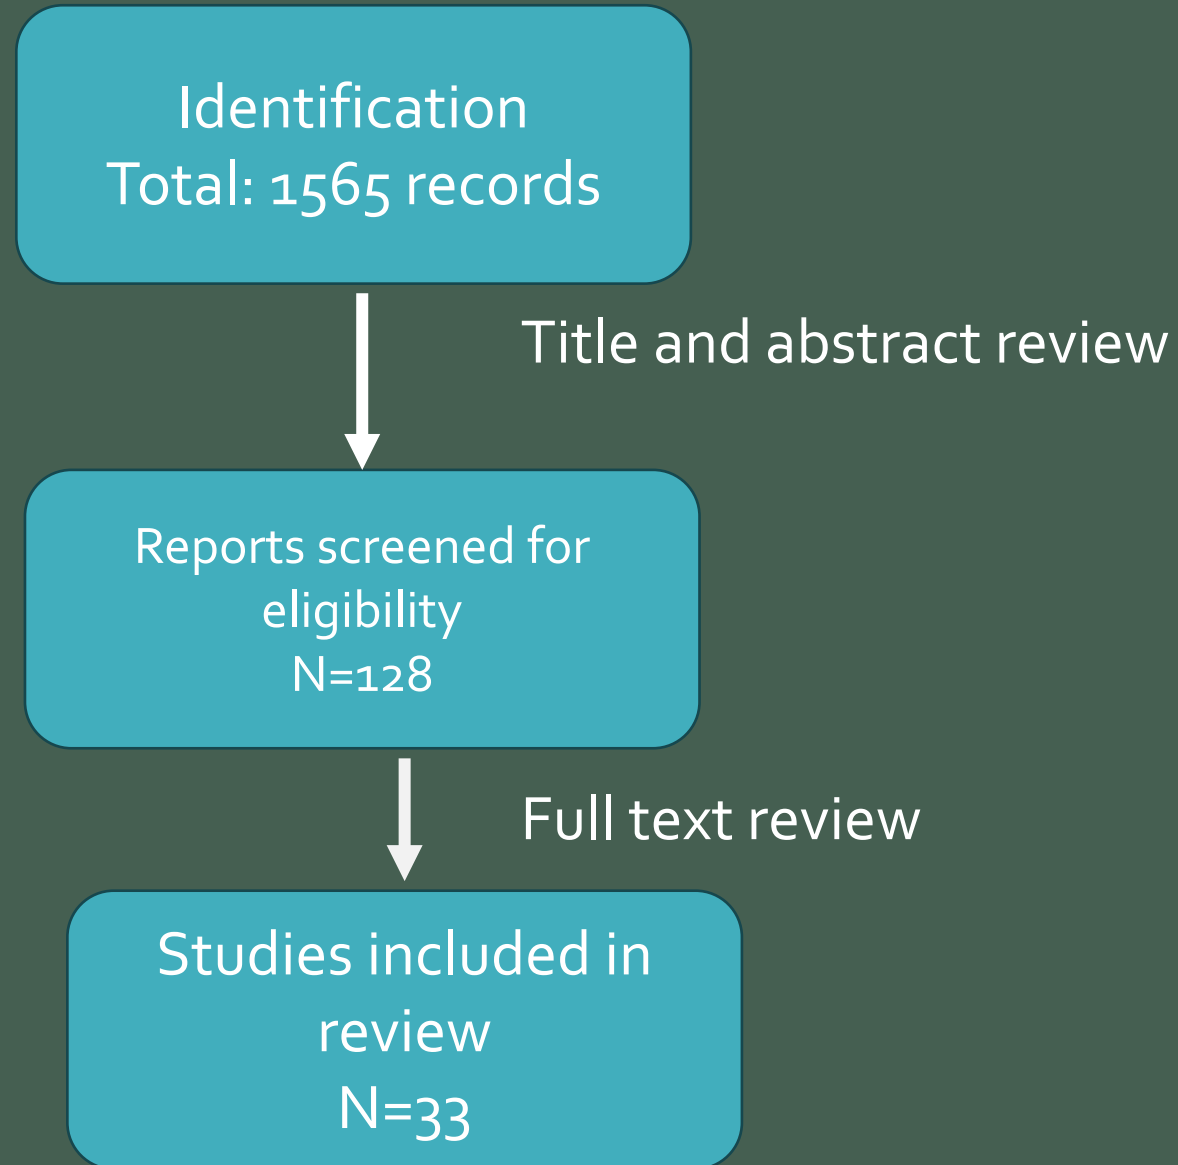 Identification
Total: 1565 records
Title and abstract review
Reports screened for
eligibility
N=128
Full text review
Studies included in
review
N=33